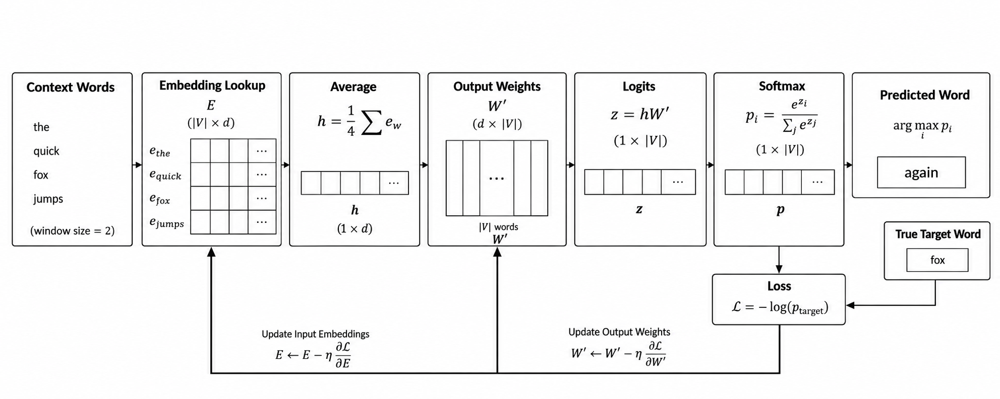 Context Words
the
quick
fox
jumps
(window size = 2)
Embedding Lookup
E
(|V| × d)
e_the ...
e_quick ...
e_fox ...
e_jumps ...
Average
h = 1/4 ∑ e_w
...
h
(1 × d)
Output Weights
W′
(d × |V|)
...
|V| words
W′
Logits
z = hW′
(1 × |V|)
...
z
Softmax
p_i = e^{z_i} / ∑_j e^{z_j}
(1 × |V|)
...
p
Predicted Word
arg max_i p_i
again
True Target Word
fox
Loss
ℒ = − log(p_target)
Update Input Embeddings
E ← E − η ∂ℒ/∂E
Update Output Weights
W′ ← W′ − η ∂ℒ/∂W′